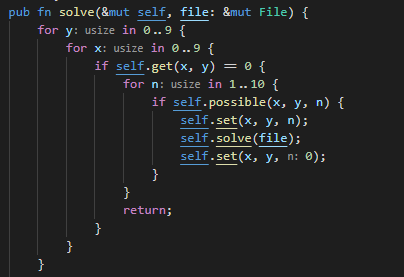 pub fn solve(&mut self, file: &mut File) {
    for y: usize in 0..9 {
        for x: usize in 0..9 {
            if self.get(x, y) == 0 {
                for n: usize in 1..10 {
                    if self.possible(x, y, n) {
                        self.set(x, y, n);
                        self.solve(file);
                        self.set(x, y, n: 0);
                    }
                }
                return;
            }
        }
    }